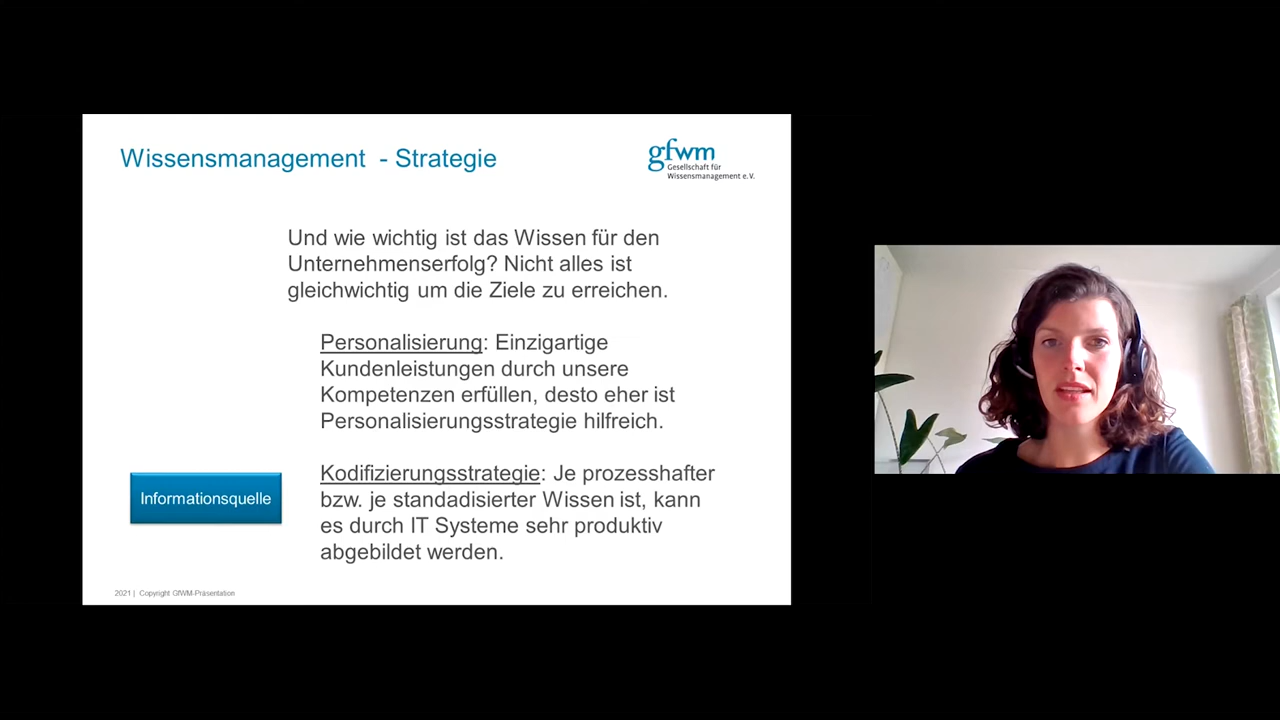 Wissensmanagement - Strategie
gfwm
Gesellschaft für
Wissensmanagement e.V.
Und wie wichtig ist das Wissen für den
Unternehmenserfolg? Nicht alles ist
gleichwichtig um die Ziele zu erreichen.
Personalisierung: Einzigartige
Kundenleistungen durch unsere
Kompetenzen erfüllen, desto eher ist
Personalisierungsstrategie hilfreich.
Kodifizierungsstrategie: Je prozesshafter
bzw. je standadisierter Wissen ist, kann
es durch IT Systeme sehr produktiv
abgebildet werden.
Informationsquelle
2021 | Copyright GfWM-Präsentation